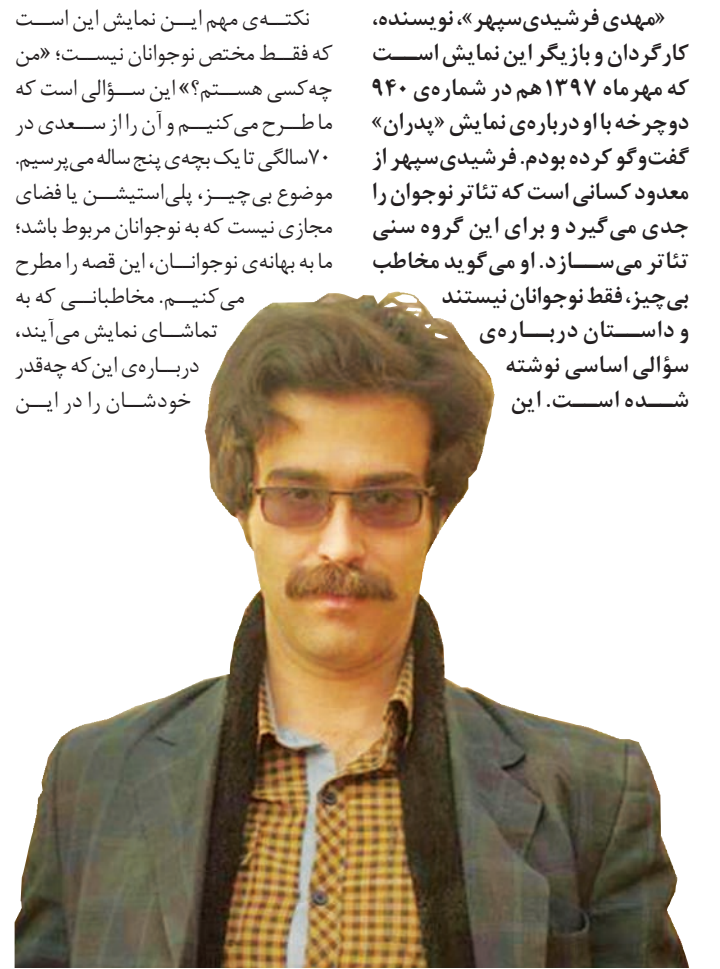 «مهدی فرشیدی‌سپهر»، نویسنده،
کارگردان و بازیگر این نمایش است
که مهرماه ۱۳۹۷هم در شماره‌ی ۹۴۰
دوچرخه با او درباره‌ی نمایش «پدران»
گفت‌وگو کرده بودم. فرشیدی‌سپهر از
معدود کسانی است که تئاتر نوجوان را
جدی می‌گیرد و برای این گروه سنی
تئاتر می‌سازد. او می‌گوید مخاطب
بی‌چیز، فقط نوجوانان نیستند
و داستان درباره‌ی
سؤالی اساسی نوشته
شده است. این
نکته‌ی مهم این نمایش این است
که فقط مختص نوجوانان نیست؛ «من
چه‌کسی هستم؟» این سؤالی است که
ما طرح می‌کنیم و آن را از سعدی در
۷۰سالگی تا یک بچه‌ی پنج ساله می‌پرسیم.
موضوع بی‌چیز، پلی‌استیشن یا فضای
مجازی نیست که به نوجوانان مربوط باشد؛
ما به بهانه‌ی نوجوانان، این قصه را مطرح
می‌کنیم. مخاطبانی که به
تماشای نمایش می‌آیند،
درباره‌ی این‌که چه‌قدر
خودشان را در این